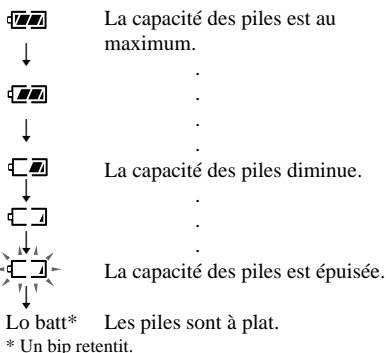 La capacité des piles est au
maximum.
.
.
.
.
La capacité des piles diminue.
.
.
.
La capacité des piles est épuisée.
Lo batt* Les piles sont à plat.
* Un bip retentit.